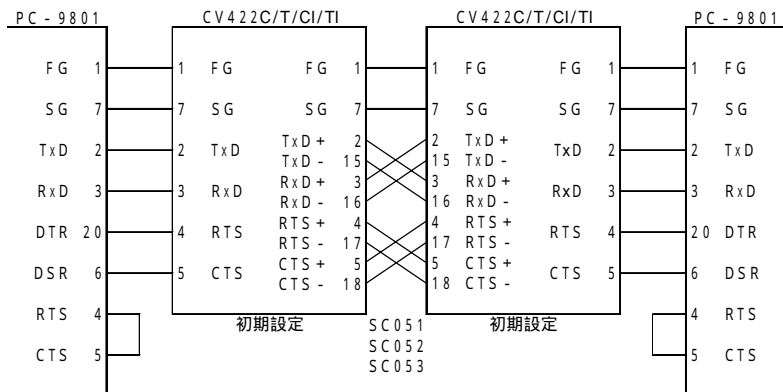 PC-9801 CV422C/T/CI/TI CV422C/T/CI/TI PC-9801
FG 1 1 FG FG 1 1 FG FG 1 1 FG
SG 7 7 SG SG 7 7 SG SG 7 7 SG
TxD 2 2 TxD TxD+ 2 2 TxD+ TxD 2 2 TxD
TxD- 15 15 TxD-
RxD 3 3 RxD RxD+ 3 3 RxD+ RxD 3 3 RxD
RxD- 16 16 RxD-
DTR 20 4 RTS RTS+ 4 4 RTS+ RTS 4 20 DTR
RTS- 17 17 RTS-
DSR 6 5 CTS CTS+ 5 5 CTS+ CTS 5 6 DSR
CTS- 18 18 CTS-
RTS 4 4 RTS
初期設定 SC051 初期設定
SC052
CTS 5 SC053 5 CTS